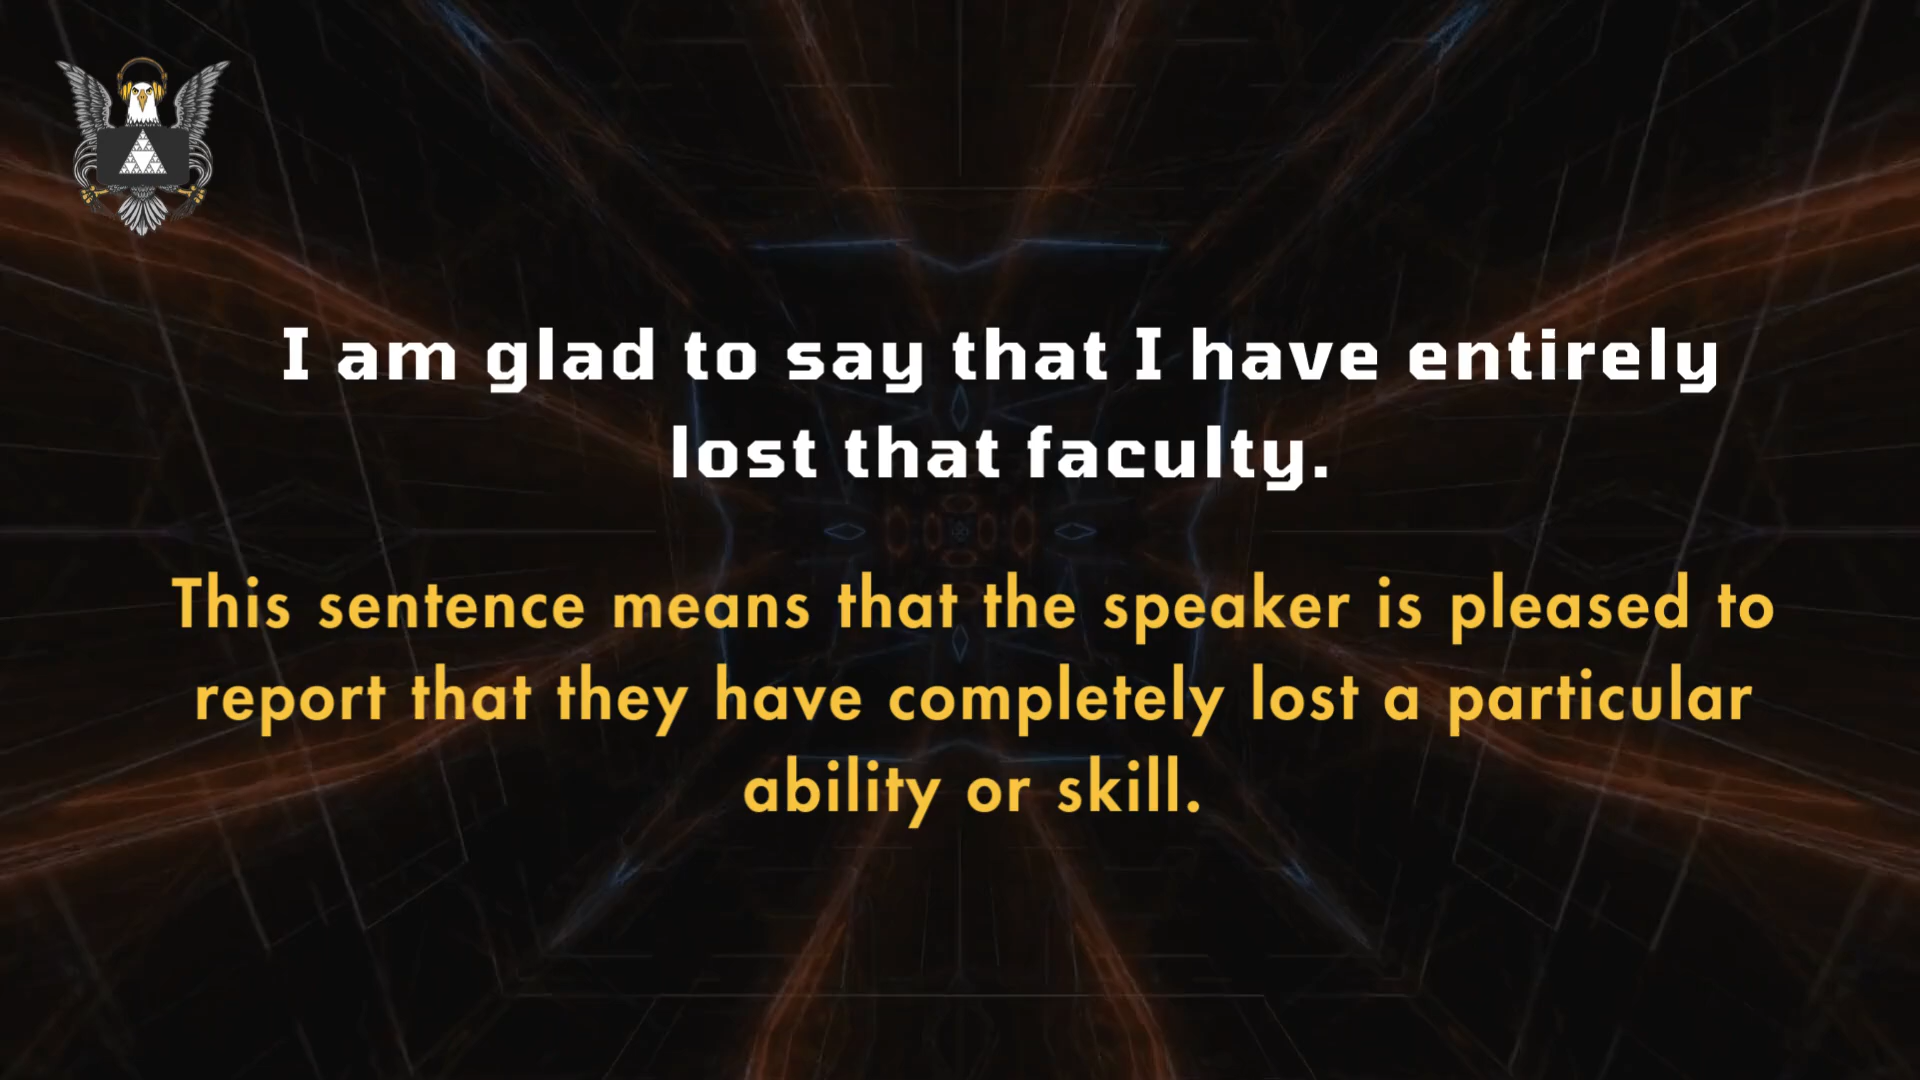 I am glad to say that I have entirely
lost that faculty.
This sentence means that the speaker is pleased to
report that they have completely lost a particular
ability or skill.